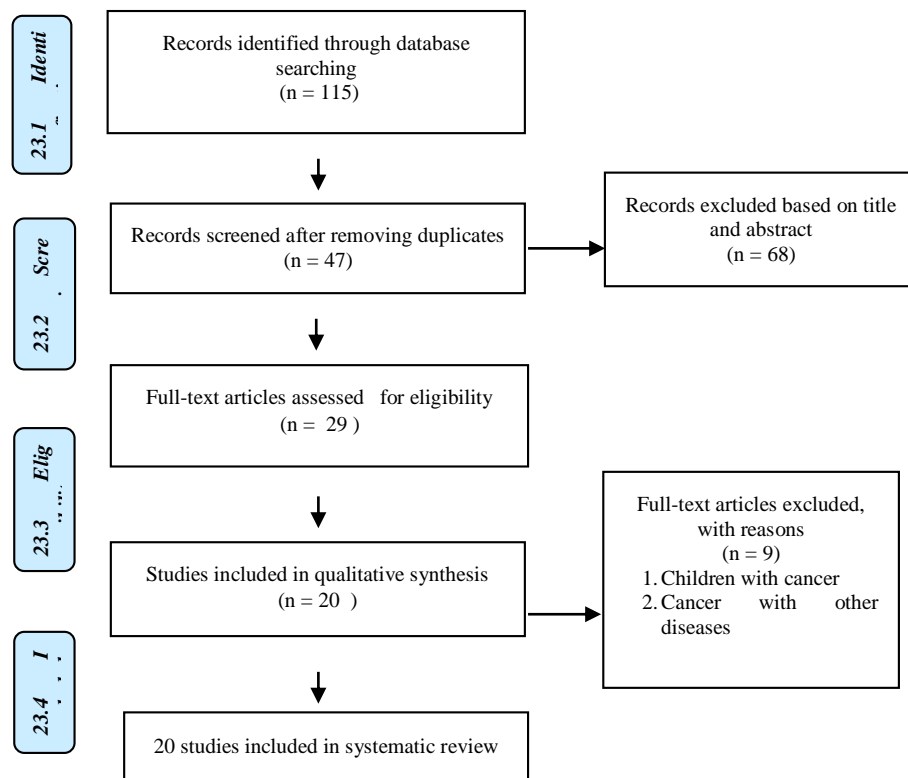 23.1 Identi
Records identified through database
searching
(n = 115)
23.2 Scre
Records screened after removing duplicates
(n = 47)
Records excluded based on title
and abstract
(n = 68)
Full-text articles assessed for eligibility
(n = 29 )
23.3 Elig
Studies included in qualitative synthesis
(n = 20 )
Full-text articles excluded,
with reasons
(n = 9)
1. Children with cancer
2. Cancer with other
diseases
23.4 I
20 studies included in systematic review